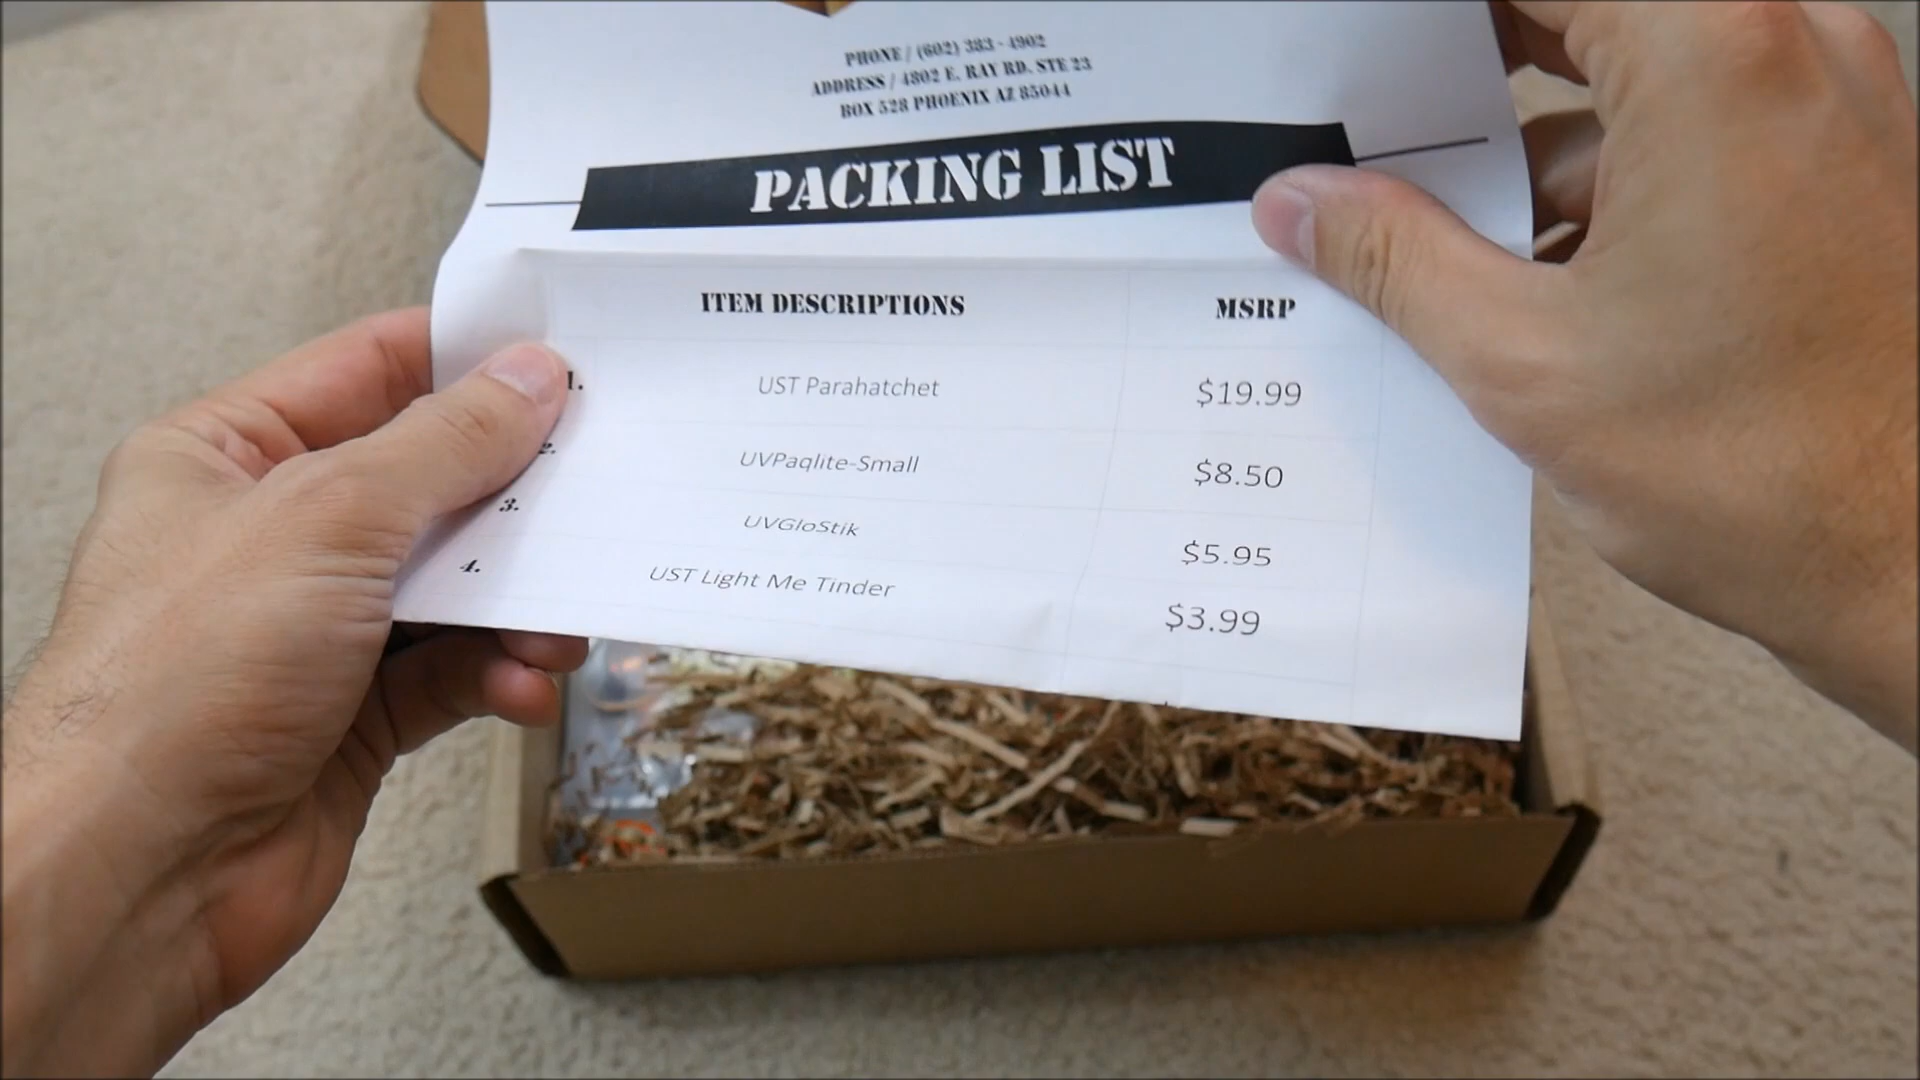 PHONE / (602) 383-4902
ADDRESS / 4802 E. RAY RD. STE 23
BOX 528 PHOENIX AZ 85044
PACKING LIST
ITEM DESCRIPTIONS MSRP
1. UST Parahatchet $19.99
2. UVPaqlite-Small $8.50
3. UVGloStik $5.95
4. UST Light Me Tinder $3.99